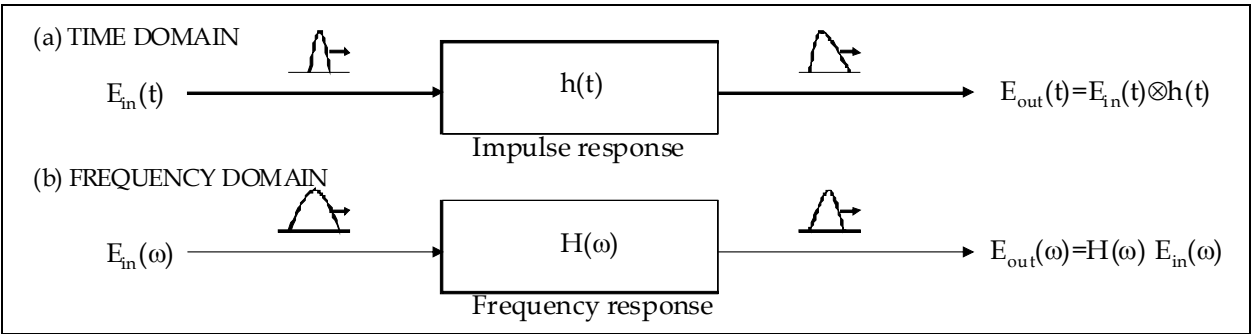 (a) TIME DOMAIN
E_in(t)
h(t)
E_out(t)=E_in(t)⊗h(t)
Impulse response
(b) FREQUENCY DOMAIN
E_in(ω)
H(ω)
E_out(ω)=H(ω) E_in(ω)
Frequency response